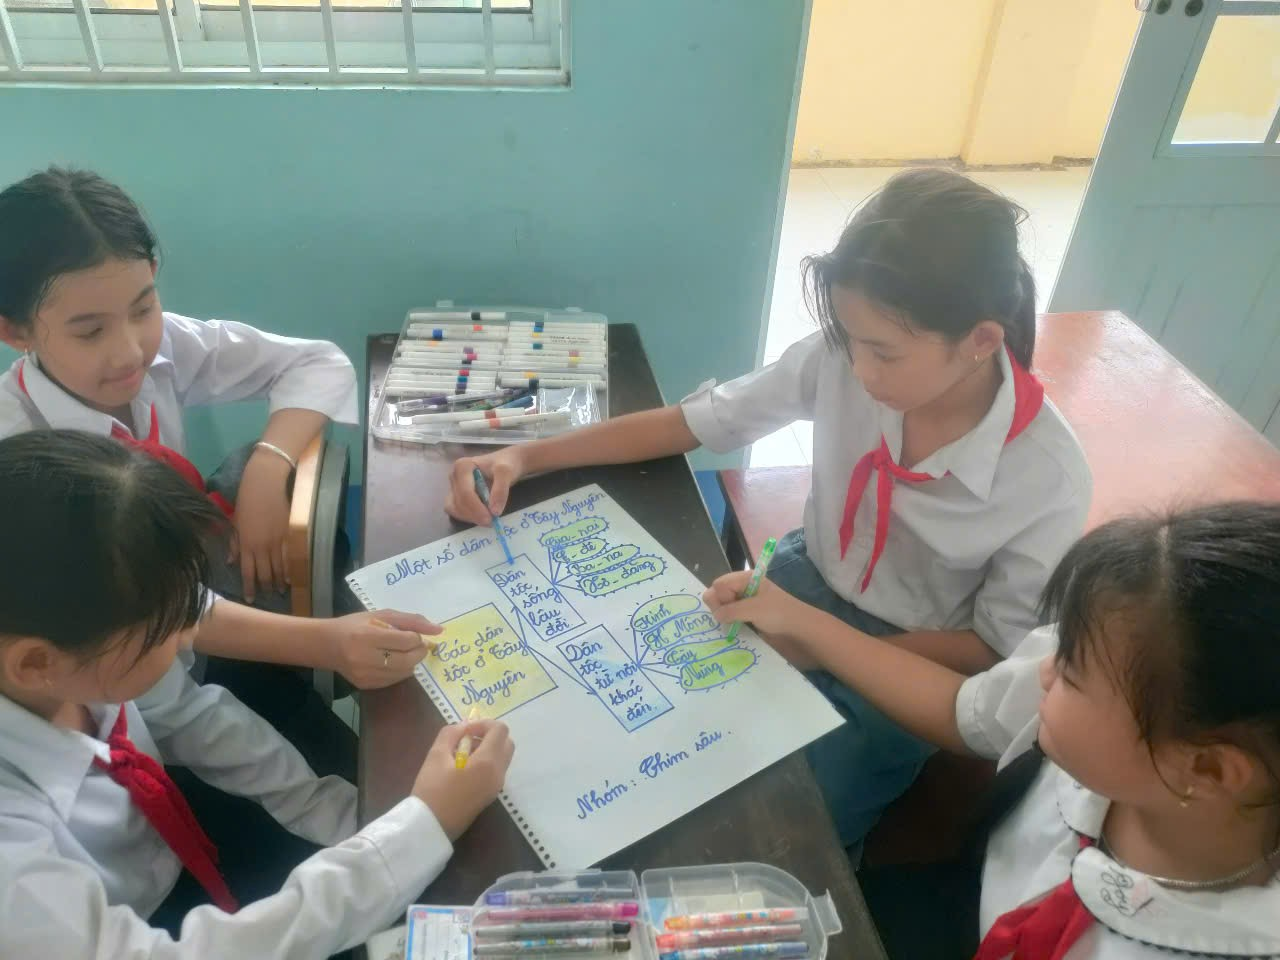 Một số dân tộc ở Tây Nguyên
Các dân
tộc ở Tây
Nguyên
Dân
tộc
sống
lâu
đời
Gia - rai
Ê - đê
Ba - na
Xơ - đăng
Dân
tộc
từ nơi
khác
đến.
Kinh
H Mông
Tày
Nùng
Nhóm: Chim sâu.